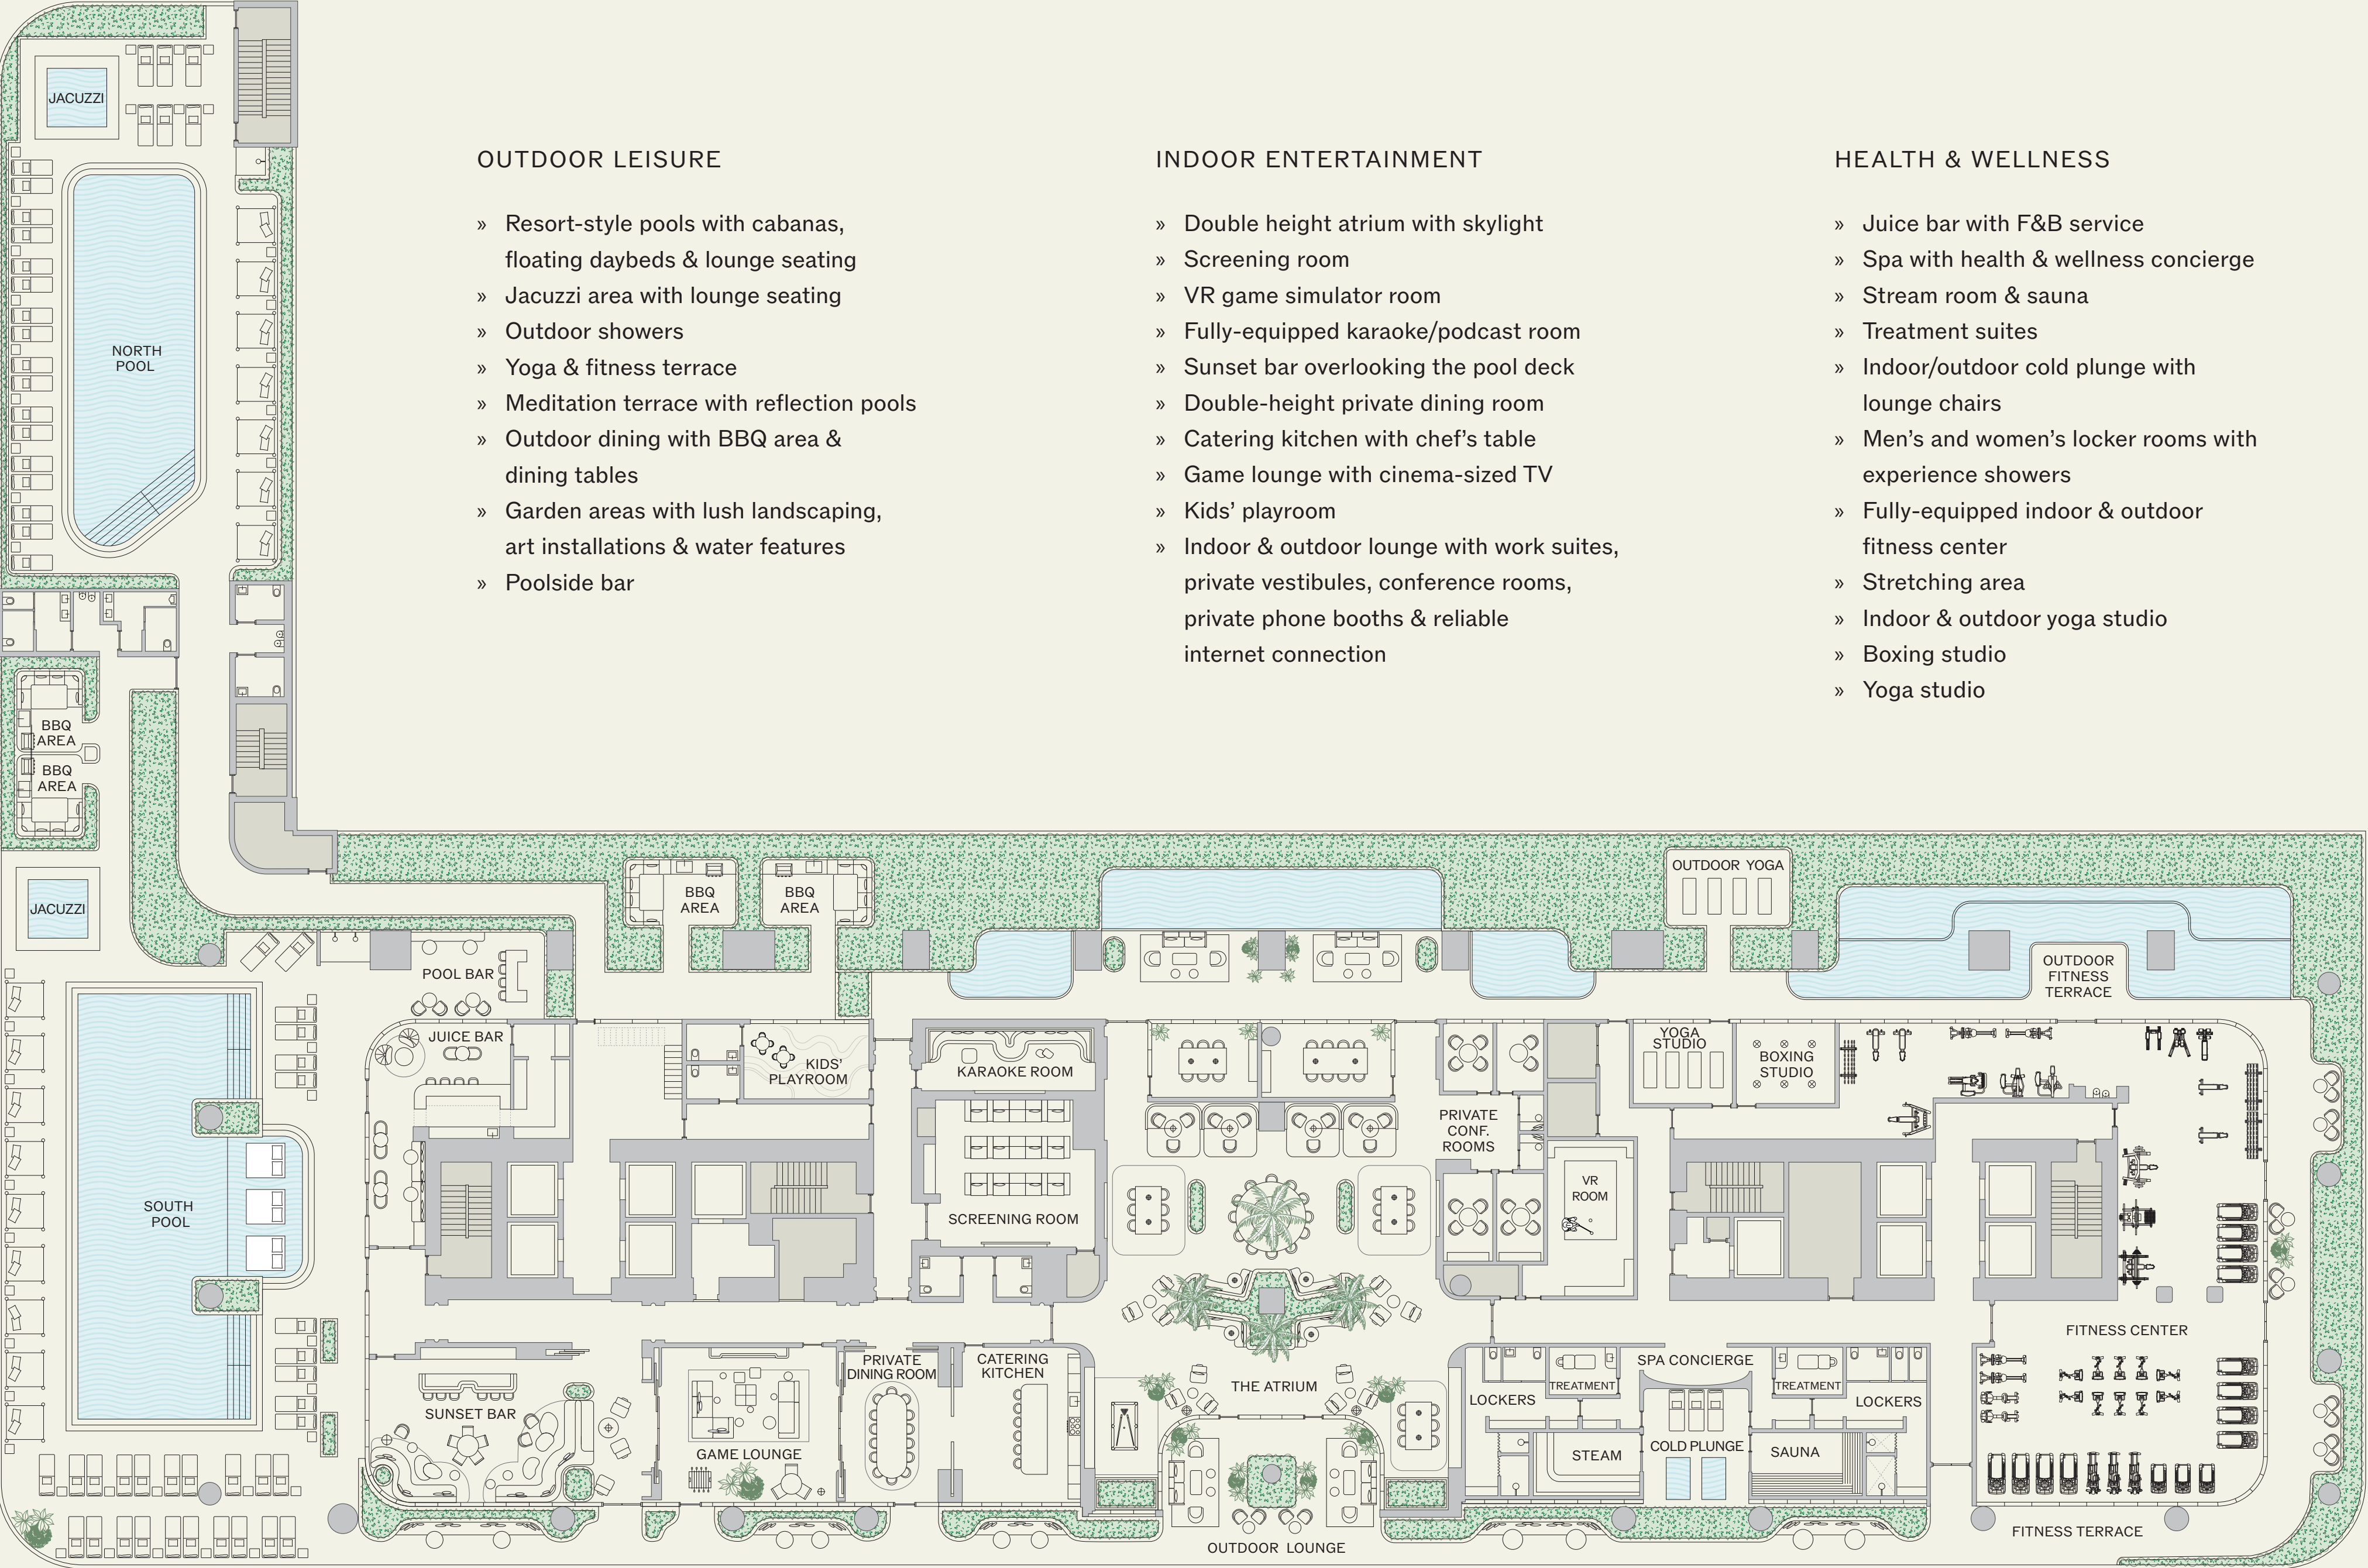 OUTDOOR LEISURE
» Resort-style pools with cabanas,
floating daybeds & lounge seating
» Jacuzzi area with lounge seating
» Outdoor showers
» Yoga & fitness terrace
» Meditation terrace with reflection pools
» Outdoor dining with BBQ area &
dining tables
» Garden areas with lush landscaping,
art installations & water features
» Poolside bar
INDOOR ENTERTAINMENT
» Double height atrium with skylight
» Screening room
» VR game simulator room
» Fully-equipped karaoke/podcast room
» Sunset bar overlooking the pool deck
» Double-height private dining room
» Catering kitchen with chef’s table
» Game lounge with cinema-sized TV
» Kids’ playroom
» Indoor & outdoor lounge with work suites,
private vestibules, conference rooms,
private phone booths & reliable
internet connection
HEALTH & WELLNESS
» Juice bar with F&B service
» Spa with health & wellness concierge
» Stream room & sauna
» Treatment suites
» Indoor/outdoor cold plunge with
lounge chairs
» Men’s and women’s locker rooms with
experience showers
» Fully-equipped indoor & outdoor
fitness center
» Stretching area
» Indoor & outdoor yoga studio
» Boxing studio
» Yoga studio
JACUZZI
NORTH
POOL
BBQ
AREA
BBQ
AREA
JACUZZI
SOUTH
POOL
POOL BAR
JUICE BAR
BBQ
AREA
BBQ
AREA
KIDS’
PLAYROOM
KARAOKE ROOM
SCREENING ROOM
SUNSET BAR
GAME LOUNGE
PRIVATE
DINING ROOM
CATERING
KITCHEN
THE ATRIUM
OUTDOOR LOUNGE
PRIVATE
CONF.
ROOMS
VR
ROOM
OUTDOOR YOGA
YOGA
STUDIO
BOXING
STUDIO
OUTDOOR
FITNESS
TERRACE
LOCKERS
TREATMENT
SPA CONCIERGE
TREATMENT
LOCKERS
STEAM
COLD PLUNGE
SAUNA
FITNESS CENTER
FITNESS TERRACE